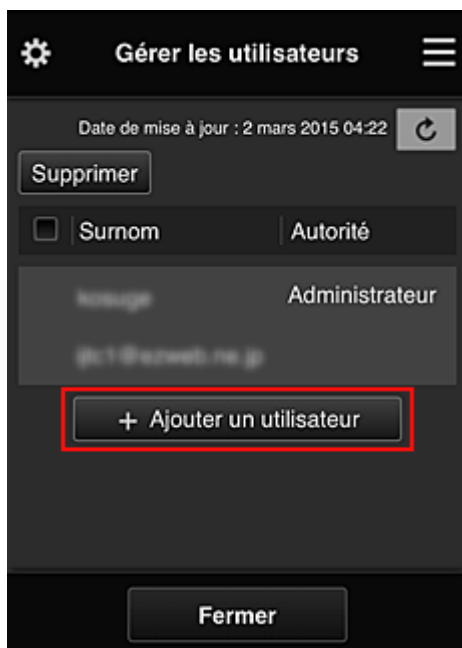 Gérer les utilisateurs
Date de mise à jour : 2 mars 2015 04:22
Supprimer
Surnom Autorité
Administrateur
+ Ajouter un utilisateur
Fermer